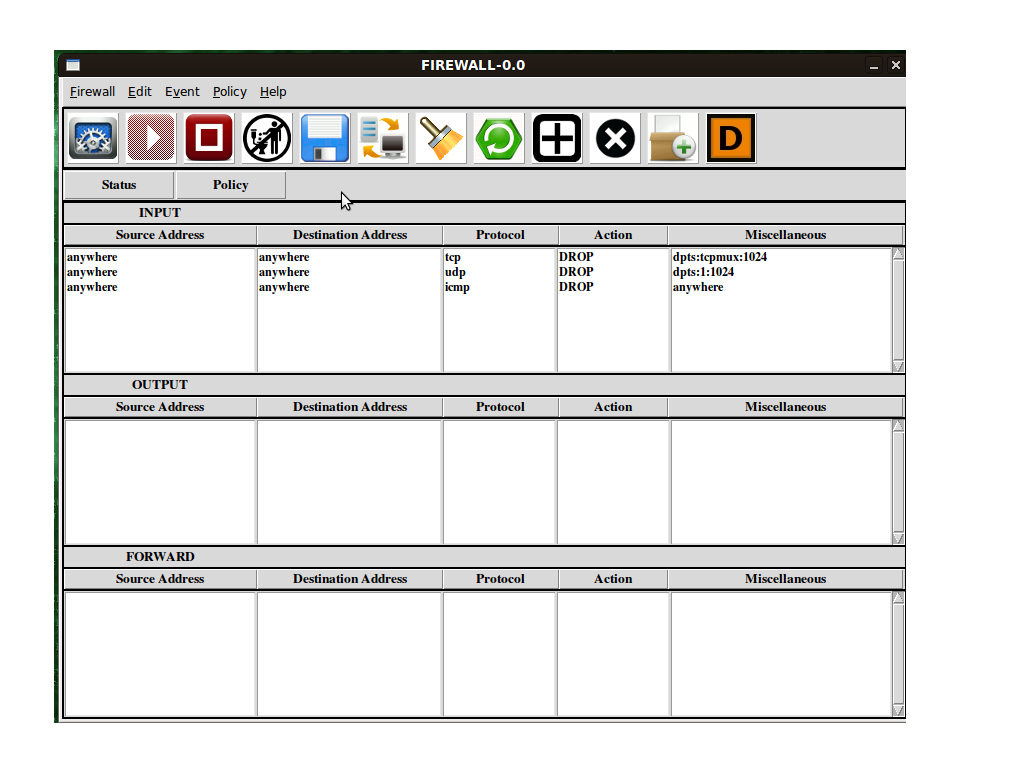 FIREWALL-0.0
Firewall Edit Event Policy Help
D
Status Policy
INPUT
Source Address Destination Address Protocol Action Miscellaneous
anywhere anywhere tcp DROP dpts:tcpmux:1024
anywhere anywhere udp DROP dpts:1:1024
anywhere anywhere icmp DROP anywhere
OUTPUT
Source Address Destination Address Protocol Action Miscellaneous
FORWARD
Source Address Destination Address Protocol Action Miscellaneous